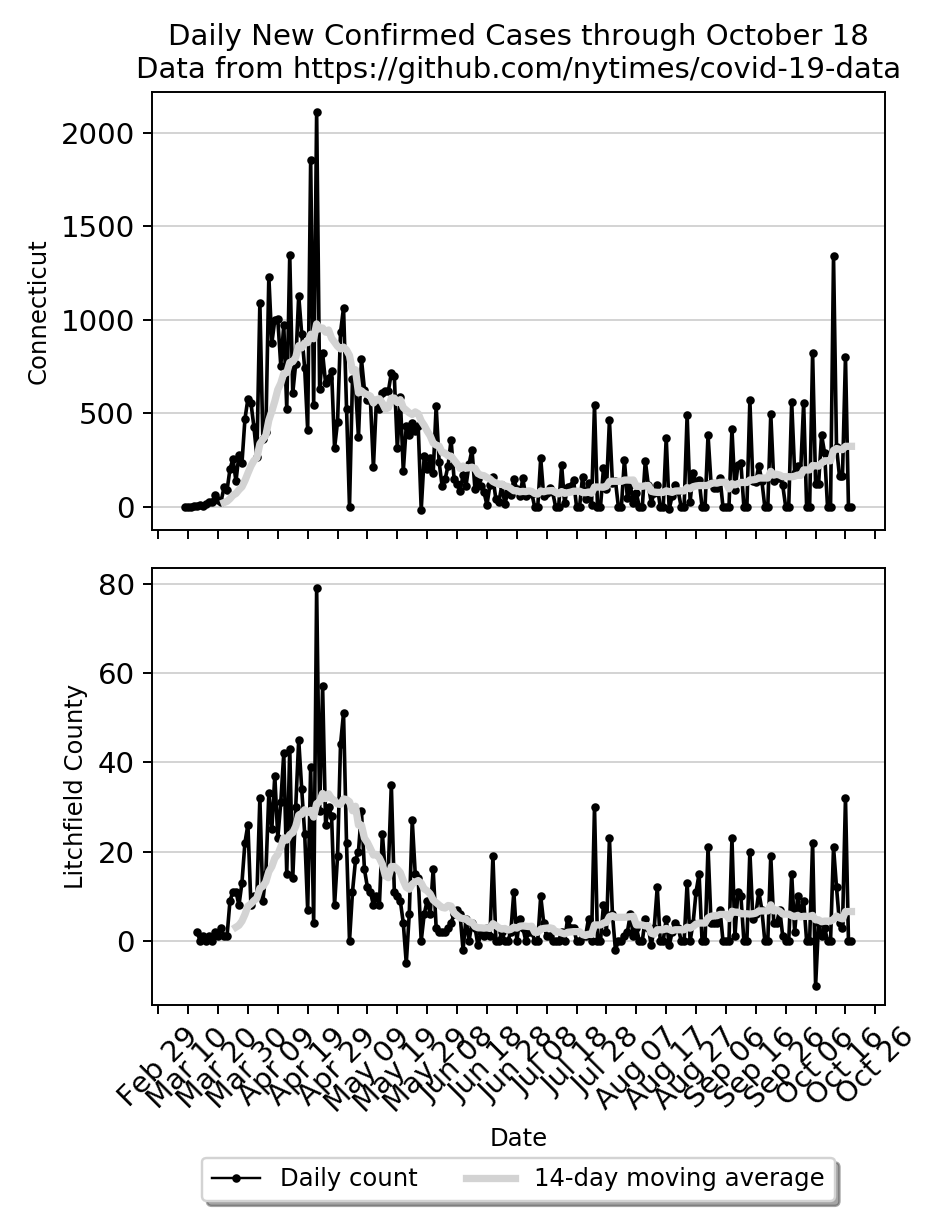 Daily New Confirmed Cases through October 18
Data from https://github.com/nytimes/covid-19-data
2000
1500
1000
500
0
Connecticut
80
60
40
20
0
Litchfield County
Feb 29
Mar 10
Mar 20
Mar 30
Apr 09
Apr 19
Apr 29
May 09
May 19
May 29
Jun 08
Jun 18
Jun 28
Jul 08
Jul 18
Jul 28
Aug 07
Aug 17
Aug 27
Sep 06
Sep 16
Sep 26
Oct 06
Oct 16
Oct 26
Date
Daily count
14-day moving average